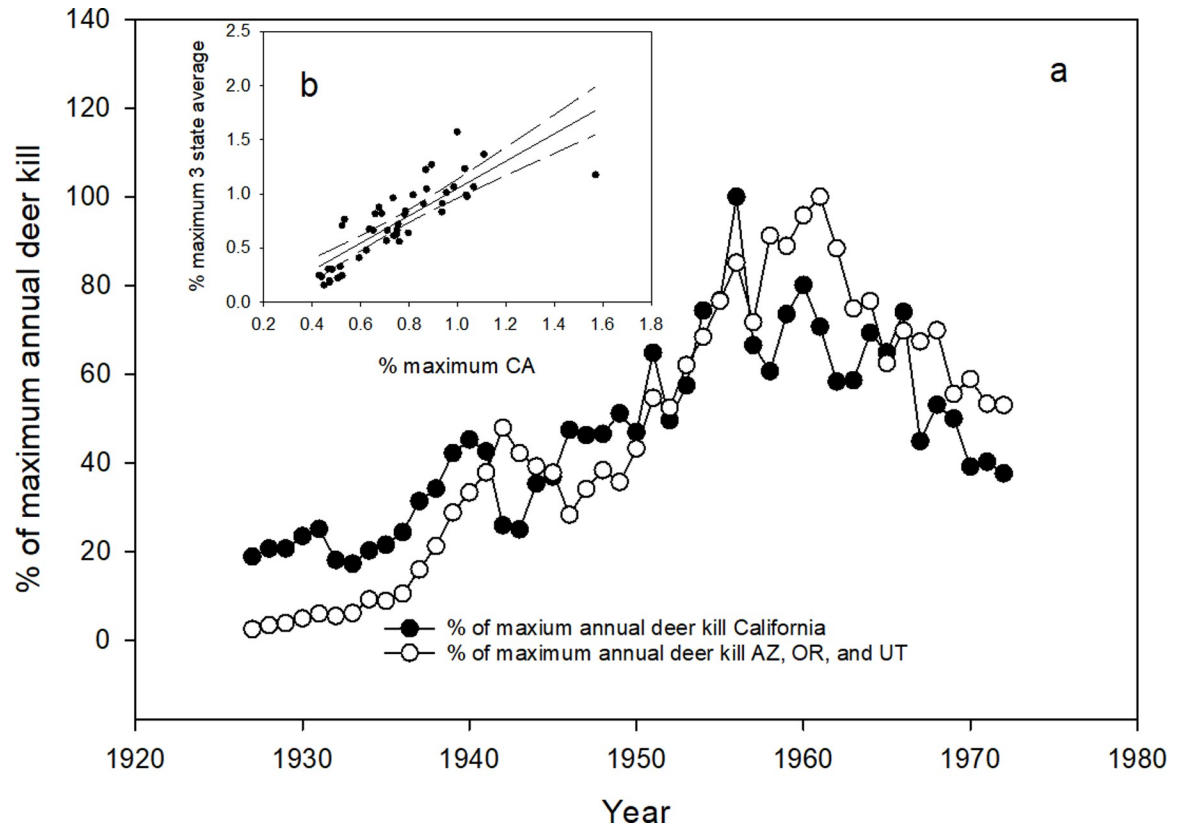 140
120
100
80
60
40
20
0
% of maximum annual deer kill
a
b
2.5
2.0
1.5
1.0
0.5
0.0
% maximum 3 state average
0.2 0.4 0.6 0.8 1.0 1.2 1.4 1.6 1.8
% maximum CA
% of maxium annual deer kill California
% of maximum annual deer kill AZ, OR, and UT
1920 1930 1940 1950 1960 1970 1980
Year